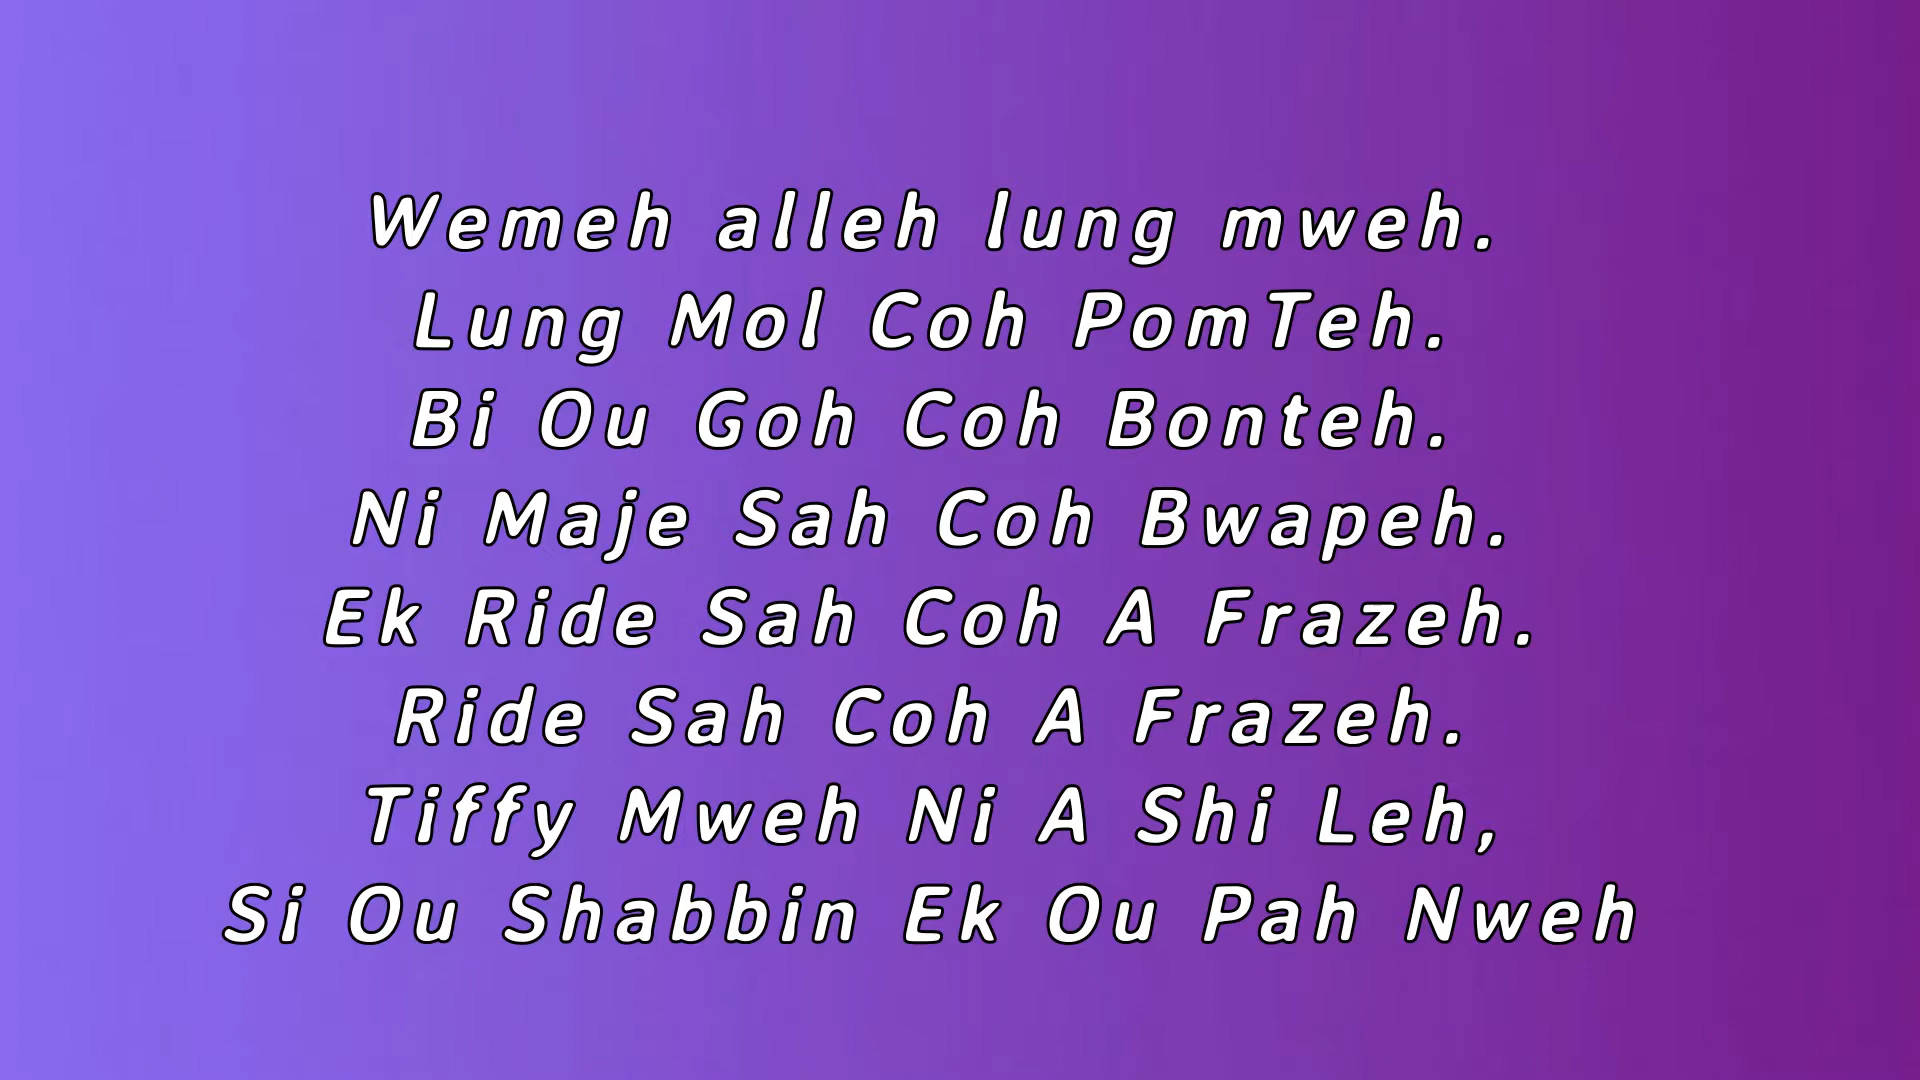 Wemeh alleh lung mweh.
Lung Mol Coh PomTeh.
Bi Ou Goh Coh Bonteh.
Ni Maje Sah Coh Bwapeh.
Ek Ride Sah Coh A Frazeh.
Ride Sah Coh A Frazeh.
Tiffy Mweh Ni A Shi Leh,
Si Ou Shabbin Ek Ou Pah Nweh